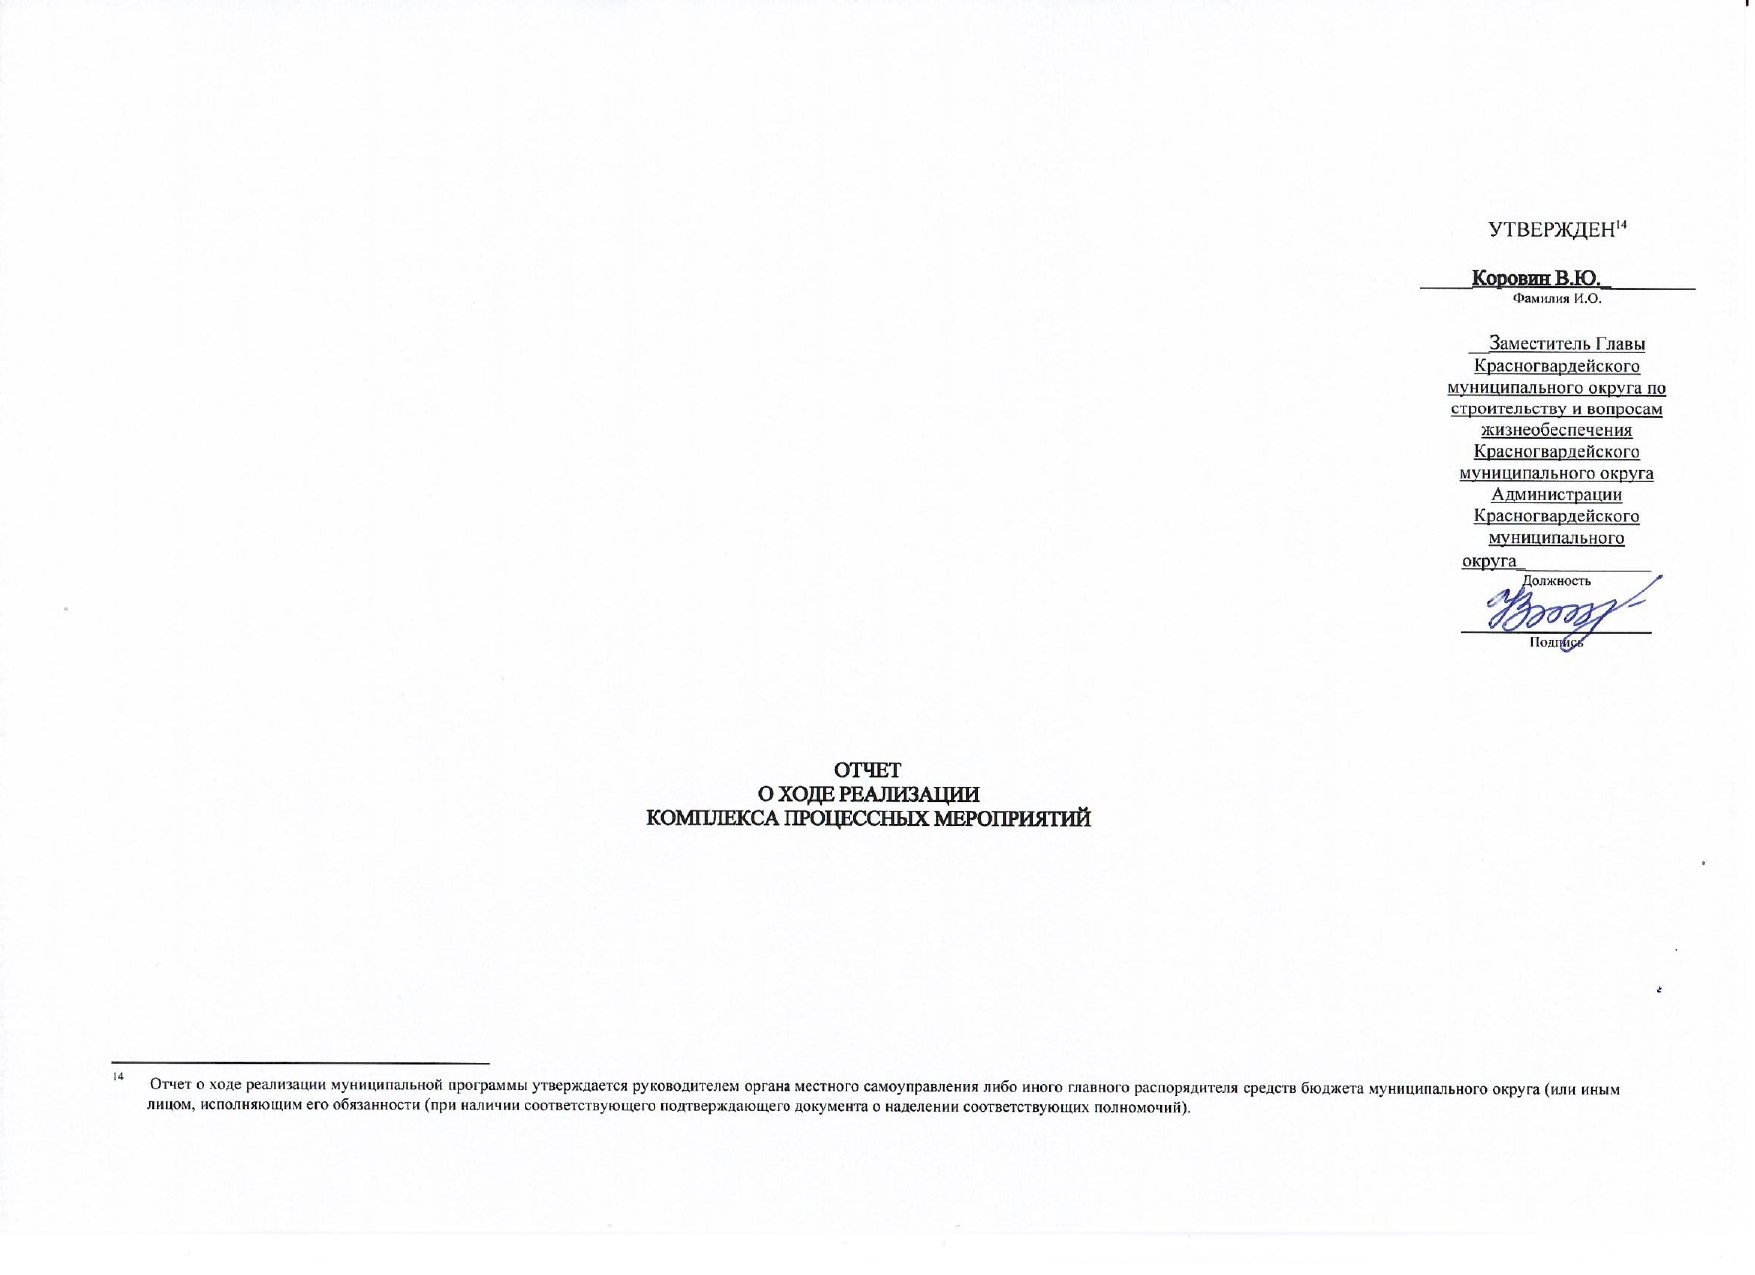 УТВЕРЖДЕН14
Коровин В.Ю.
Фамилия И.О.
Заместитель Главы
Красногвардейского
муниципального округа по
строительству и вопросам
жизнеобеспечения
Красногвардейского
муниципального округа
Администрации
Красногвардейского
муниципального
округа
Должность
Подпись
ОТЧЕТ
О ХОДЕ РЕАЛИЗАЦИИ
КОМПЛЕКСА ПРОЦЕССНЫХ МЕРОПРИЯТИЙ
14 Отчет о ходе реализации муниципальной программы утверждается руководителем органа местного самоуправления либо иного главного распорядителя средств бюджета муниципального округа (или иным
лицом, исполняющим его обязанности (при наличии соответствующего подтверждающего документа о наделении соответствующих полномочий).